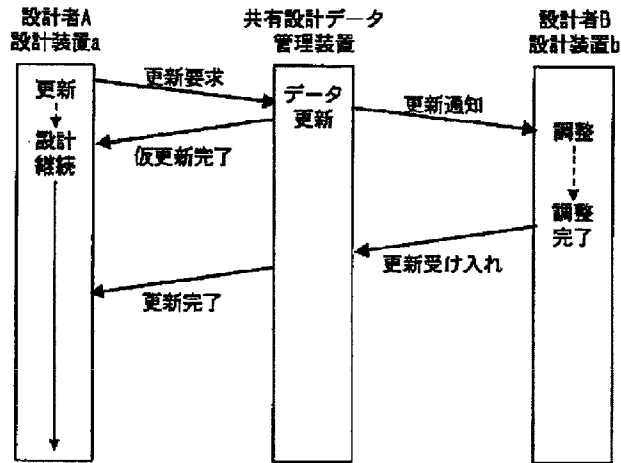 設計者A
設計装置a
共有設計データ
管理装置
設計者B
設計装置b
更新
設計
継続
更新要求
仮更新完了
データ
更新
更新通知
調整
調整
完了
更新受け入れ
更新完了